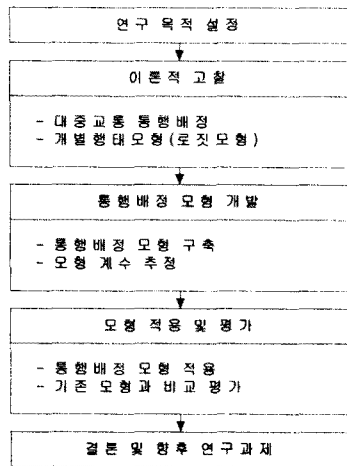 연구 목적 설정
이론적 고찰
- 대중교통 통행배정
- 개별행태모형(로짓모형)
통행배정 모형 개발
- 통행배정 모형 구축
- 모형 계수 추정
모형 적용 및 평가
- 통행배정 모형 적용
- 기존 모형과 비교 평가
결론 및 향후 연구과제